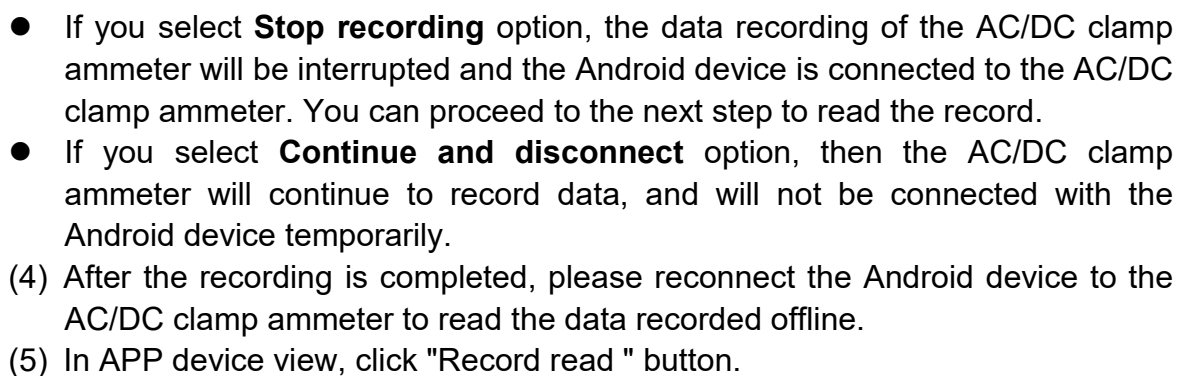 ● If you select Stop recording option, the data recording of the AC/DC clamp
ammeter will be interrupted and the Android device is connected to the AC/DC
clamp ammeter. You can proceed to the next step to read the record.
● If you select Continue and disconnect option, then the AC/DC clamp
ammeter will continue to record data, and will not be connected with the
Android device temporarily.
(4) After the recording is completed, please reconnect the Android device to the
AC/DC clamp ammeter to read the data recorded offline.
(5) In APP device view, click "Record read " button.